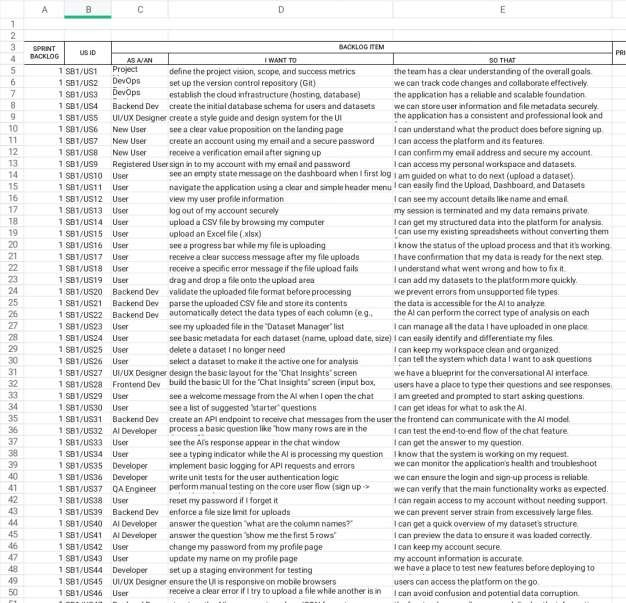 A B C D E
1
2
3 SPRINT BACKLOG US ID BACKLOG ITEM PRI
4 AS A/AN I WANT TO SO THAT
5 1 SB1/US1 Project define the project vision, scope, and success metrics the team has a clear understanding of the overall goals.
6 1 SB1/US2 DevOps set up the version control repository (Git) we can track code changes and collaborate effectively.
7 1 SB1/US3 DevOps establish the cloud infrastructure (hosting, database) the application has a reliable and scalable foundation.
8 1 SB1/US4 Backend Dev create the initial database schema for users and datasets we can store user information and file metadata securely.
9 1 SB1/US5 UI/UX Designer create a style guide and design system for the UI the application has a consistent and professional look and
10 1 SB1/US6 New User see a clear value proposition on the landing page I can understand what the product does before signing up.
11 1 SB1/US7 New User create an account using my email and a secure password I can access the platform and its features.
12 1 SB1/US8 New User receive a verification email after signing up I can confirm my email address and secure my account.
13 1 SB1/US9 Registered User sign in to my account with my email and password I can access my personal workspace and datasets.
14 1 SB1/US10 User see an empty state message on the dashboard when I first log I am guided on what to do next (upload a dataset).
15 1 SB1/US11 User navigate the application using a clear and simple header menu I can easily find the Upload, Dashboard, and Datasets
16 1 SB1/US12 User view my user profile information I can see my account details like name and email.
17 1 SB1/US13 User log out of my account securely my session is terminated and my data remains private.
18 1 SB1/US14 User upload a CSV file by browsing my computer I can get my structured data into the platform for analysis.
19 1 SB1/US15 User upload an Excel file (.xlsx) I can use my existing spreadsheets without converting them
20 1 SB1/US16 User see a progress bar while my file is uploading I know the status of the upload process and that it's working.
21 1 SB1/US17 User receive a clear success message after my file uploads I have confirmation that my data is ready for the next step.
22 1 SB1/US18 User receive a specific error message if the file upload fails I understand what went wrong and how to fix it.
23 1 SB1/US19 User drag and drop a file onto the upload area I can add my datasets to the platform more quickly.
24 1 SB1/US20 Backend Dev validate the uploaded file format before processing we prevent errors from unsupported file types.
25 1 SB1/US21 Backend Dev parse the uploaded CSV file and store its contents the data is accessible for the AI to analyze.
26 1 SB1/US22 Backend Dev automatically detect the data types of each column (e.g., the AI can perform the correct type of analysis on each
27 1 SB1/US23 User see my uploaded file in the "Dataset Manager" list I can manage all the data I have uploaded in one place.
28 1 SB1/US24 User see basic metadata for each dataset (name, upload date, size) I can easily identify and differentiate my files.
29 1 SB1/US25 User delete a dataset I no longer need I can keep my workspace clean and organized.
30 1 SB1/US26 User select a dataset to make it the active one for analysis I can tell the system which data I want to ask questions
31 1 SB1/US27 UI/UX Designer design the basic layout for the "Chat Insights" screen we have a blueprint for the conversational AI interface.
32 1 SB1/US28 Frontend Dev build the basic UI for the "Chat Insights" screen (input box, users have a place to type their questions and see responses.
33 1 SB1/US29 User see a welcome message from the AI when I open the chat I am greeted and prompted to start asking questions.
34 1 SB1/US30 User see a list of suggested "starter" questions I can get ideas for what to ask the AI.
35 1 SB1/US31 Backend Dev create an API endpoint to receive chat messages from the user the frontend can communicate with the AI model.
36 1 SB1/US32 AI Developer process a basic question like "how many rows are in the I can test the end-to-end flow of the chat feature.
37 1 SB1/US33 User see the AI's response appear in the chat window I can get the answer to my question.
38 1 SB1/US34 User see a typing indicator while the AI is processing my question I know that the system is working on my request.
39 1 SB1/US35 Developer implement basic logging for API requests and errors we can monitor the application's health and troubleshoot
40 1 SB1/US36 Developer write unit tests for the user authentication logic we can ensure the login and sign-up process is reliable.
41 1 SB1/US37 QA Engineer perform manual testing on the core user flow (sign up -> we can verify that the main functionality works as expected.
42 1 SB1/US38 User reset my password if I forget it I can regain access to my account without needing support.
43 1 SB1/US39 Backend Dev enforce a file size limit for uploads we can prevent server strain from excessively large files.
44 1 SB1/US40 AI Developer answer the question "what are the column names?" I can get a quick overview of my dataset's structure.
45 1 SB1/US41 AI Developer answer the question "show me the first 5 rows" I can preview the data to ensure it was loaded correctly.
46 1 SB1/US42 User change my password from my profile page I can keep my account secure.
47 1 SB1/US43 User update my name on my profile page my account information is accurate.
48 1 SB1/US44 Developer set up a staging environment for testing we have a place to test new features before deploying to
49 1 SB1/US45 UI/UX Designer ensure the UI is responsive on mobile browsers users can access the platform on the go.
50 1 SB1/US46 User receive a clear error if I try to upload a file while another is in I can avoid confusion and potential data corruption.